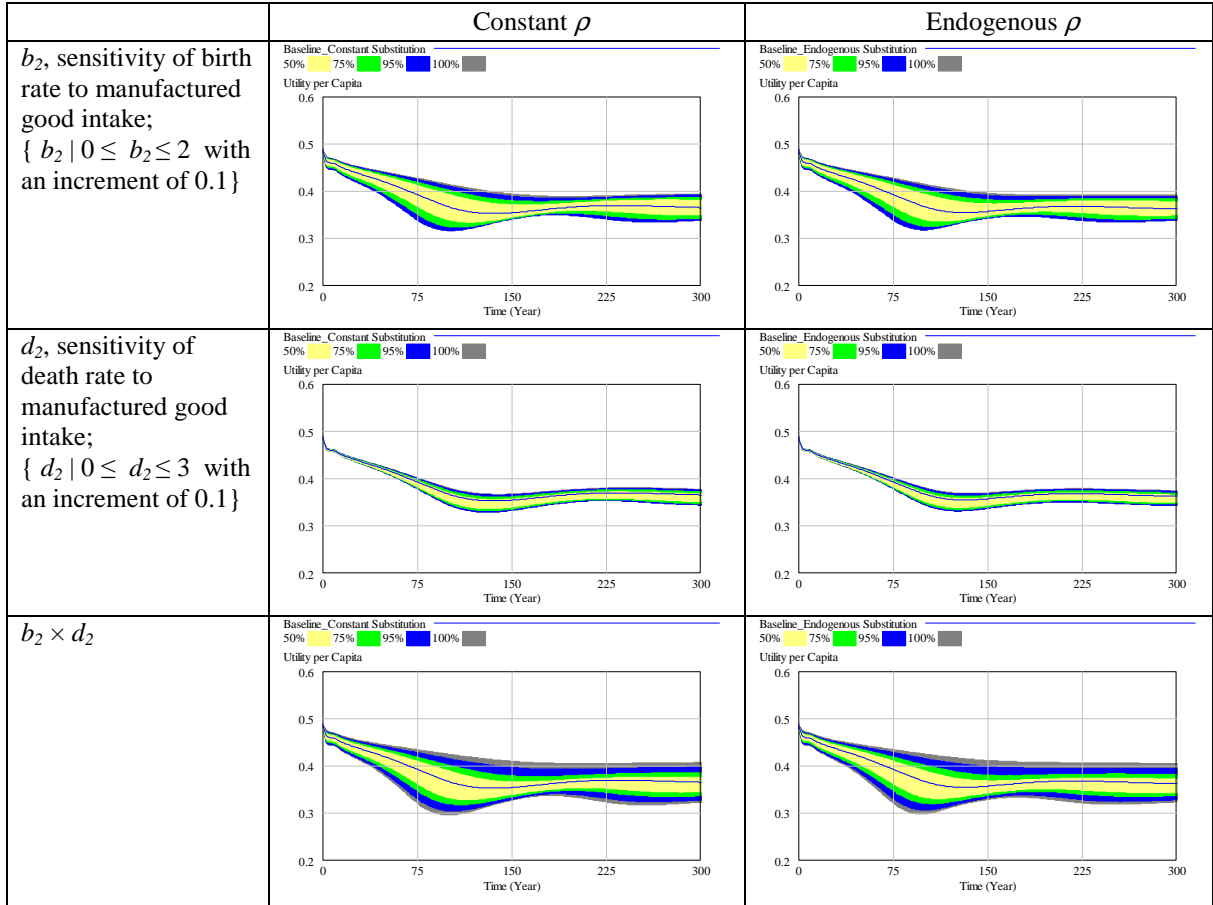 Constant ρ
Endogenous ρ
b2, sensitivity of birth
rate to manufactured
good intake;
{ b2 | 0 ≤ b2 ≤ 2 with
an increment of 0.1}
Baseline_Constant Substitution
50% 75% 95% 100%
Utility per Capita
0.6
0.5
0.4
0.3
0.2
0 75 150 225 300
Time (Year)
Baseline_Endogenous Substitution
50% 75% 95% 100%
Utility per Capita
0.6
0.5
0.4
0.3
0.2
0 75 150 225 300
Time (Year)
d2, sensitivity of
death rate to
manufactured good
intake;
{ d2 | 0 ≤ d2 ≤ 3 with
an increment of 0.1}
Baseline_Constant Substitution
50% 75% 95% 100%
Utility per Capita
0.6
0.5
0.4
0.3
0.2
0 75 150 225 300
Time (Year)
Baseline_Endogenous Substitution
50% 75% 95% 100%
Utility per Capita
0.6
0.5
0.4
0.3
0.2
0 75 150 225 300
Time (Year)
b2 × d2
Baseline_Constant Substitution
50% 75% 95% 100%
Utility per Capita
0.6
0.5
0.4
0.3
0.2
0 75 150 225 300
Time (Year)
Baseline_Endogenous Substitution
50% 75% 95% 100%
Utility per Capita
0.6
0.5
0.4
0.3
0.2
0 75 150 225 300
Time (Year)